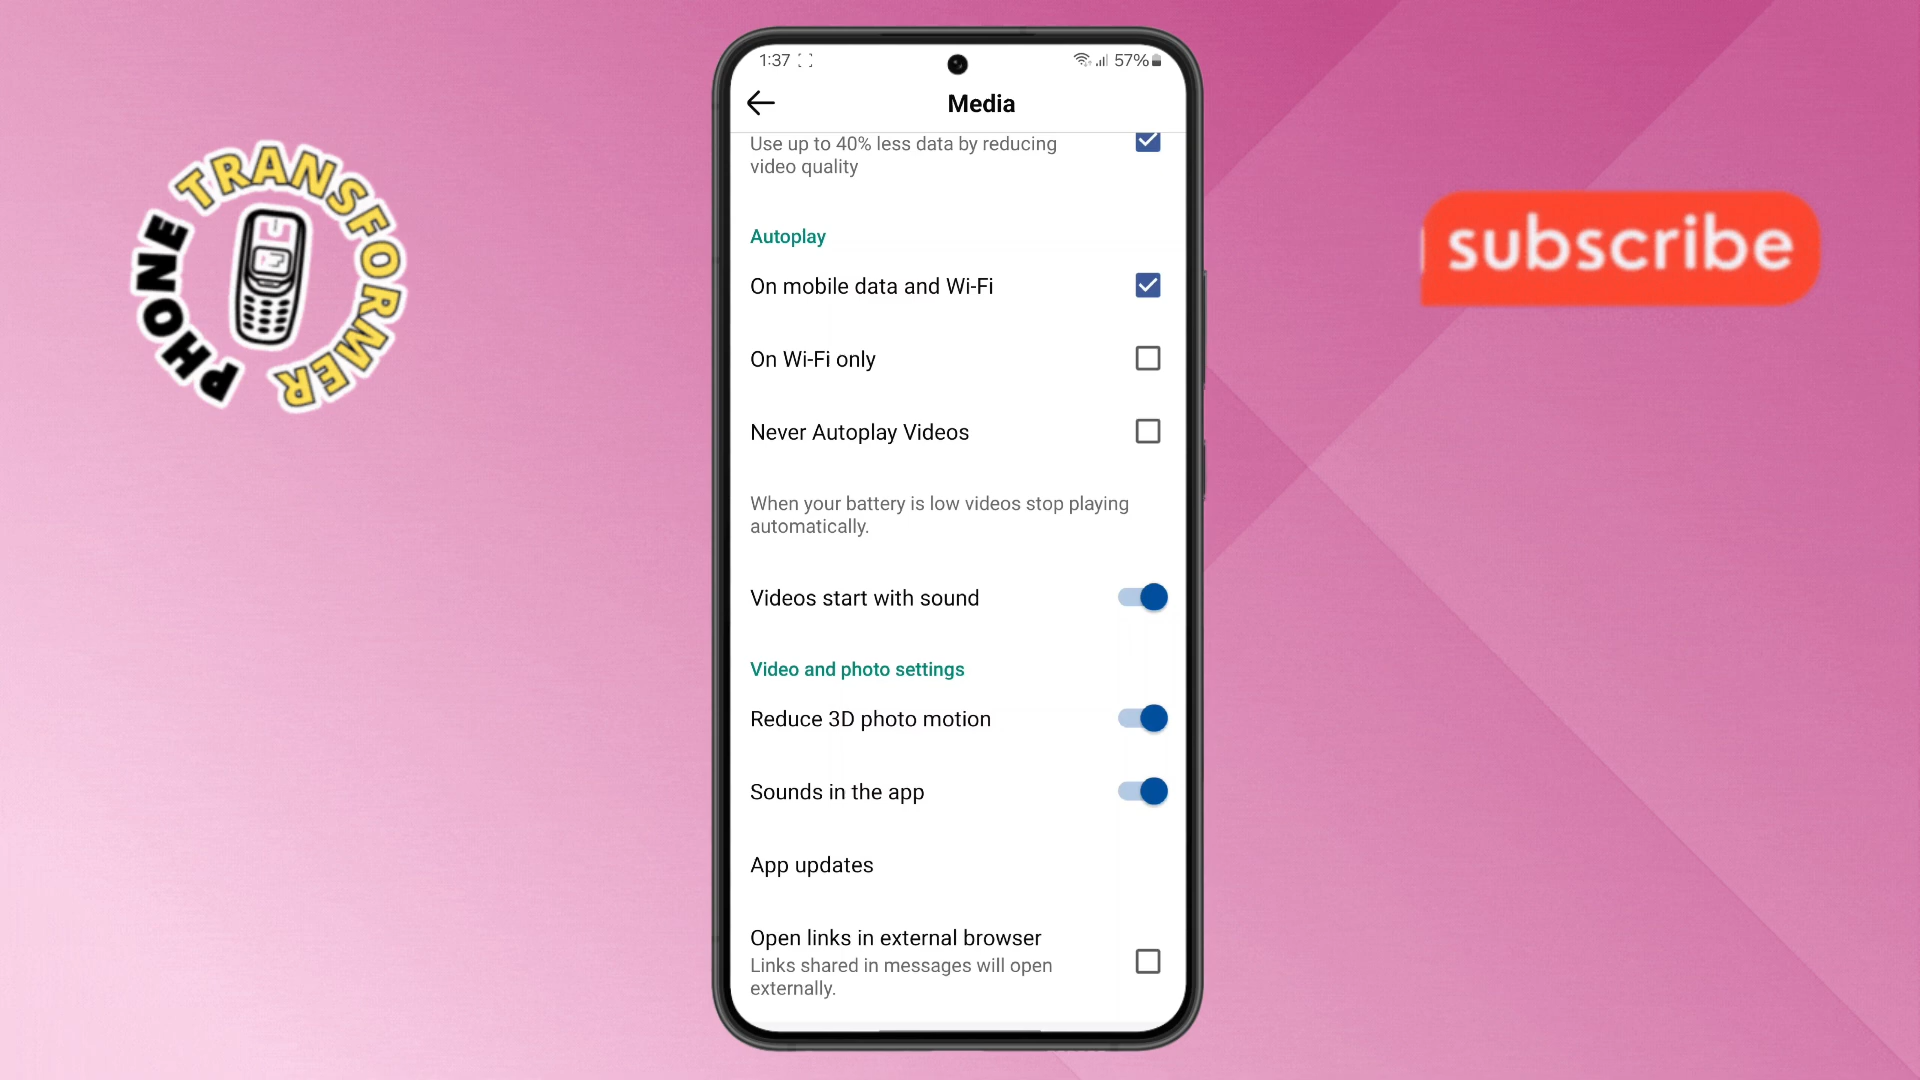 PHONE TRANSFORMER
subscribe
1:37
57%
Media
Use up to 40% less data by reducing
video quality
Autoplay
On mobile data and Wi-Fi
On Wi-Fi only
Never Autoplay Videos
When your battery is low videos stop playing
automatically.
Videos start with sound
Video and photo settings
Reduce 3D photo motion
Sounds in the app
App updates
Open links in external browser
Links shared in messages will open
externally.